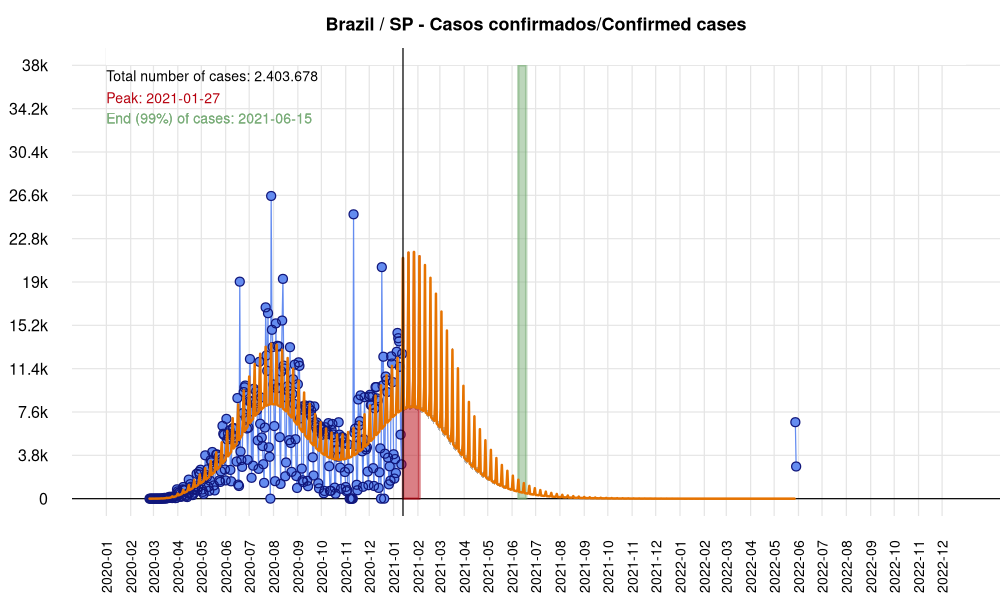 Brazil / SP - Casos confirmados/Confirmed cases
Total number of cases: 2.403.678
Peak: 2021-01-27
End (99%) of cases: 2021-06-15
38k
34.2k
30.4k
26.6k
22.8k
19k
15.2k
11.4k
7.6k
3.8k
0
2020-01
2020-02
2020-03
2020-04
2020-05
2020-06
2020-07
2020-08
2020-09
2020-10
2020-11
2020-12
2021-01
2021-02
2021-03
2021-04
2021-05
2021-06
2021-07
2021-08
2021-09
2021-10
2021-11
2021-12
2022-01
2022-02
2022-03
2022-04
2022-05
2022-06
2022-07
2022-08
2022-09
2022-10
2022-11
2022-12